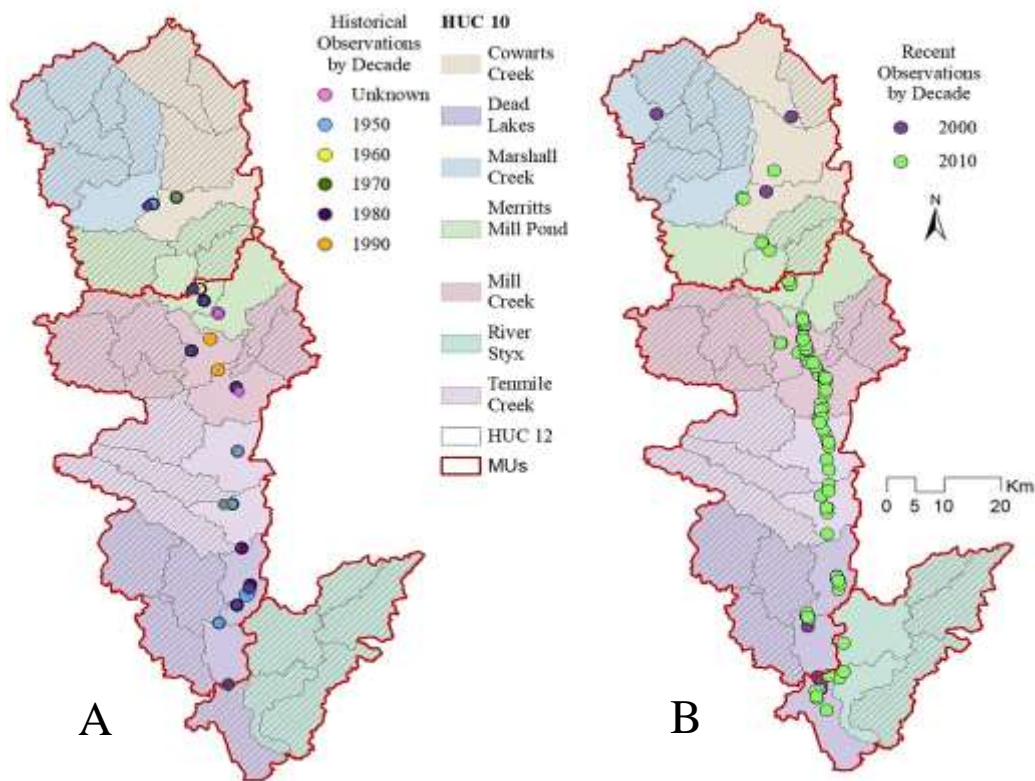 Historical
Observations
by Decade
Unknown
1950
1960
1970
1980
1990
HUC 10
Cowarts
Creek
Dead
Lakes
Marshall
Creek
Merritts
Mill Pond
Mill
Creek
River
Styx
Tenmile
Creek
HUC 12
MUs
Recent
Observations
by Decade
2000
2010
N
Km
0 5 10 20
A
B